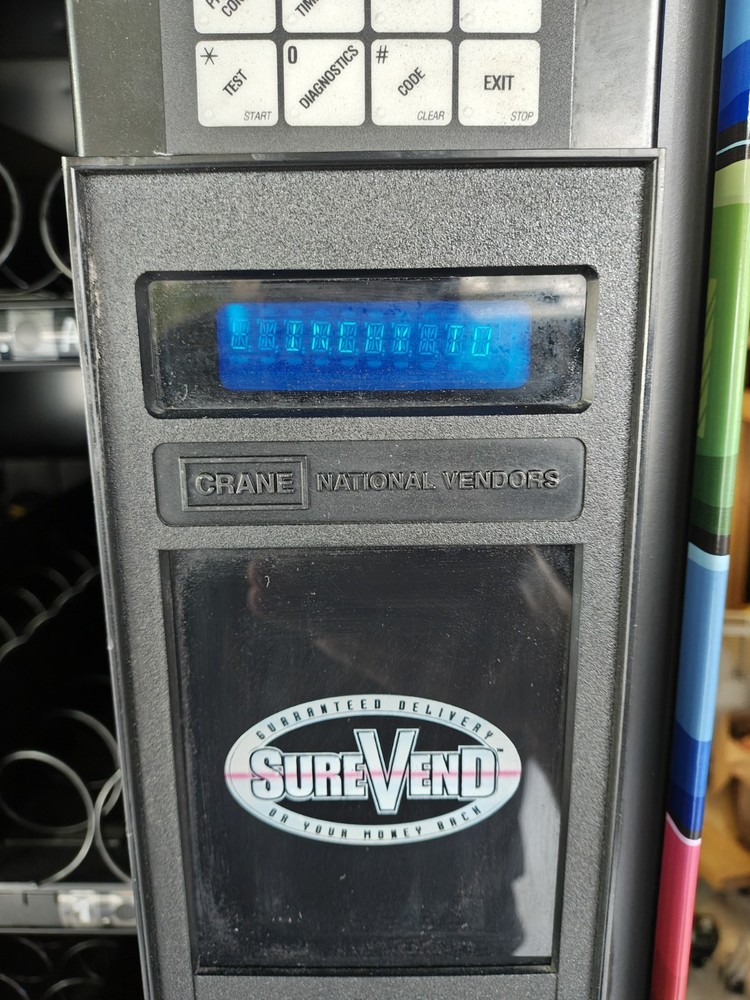 * TEST START
0 DIAGNOSTICS
# CODE CLEAR
EXIT STOP
CRANE NATIONAL VENDORS
GUARANTEED DELIVERY
SUREVEND
OR YOUR MONEY BACK